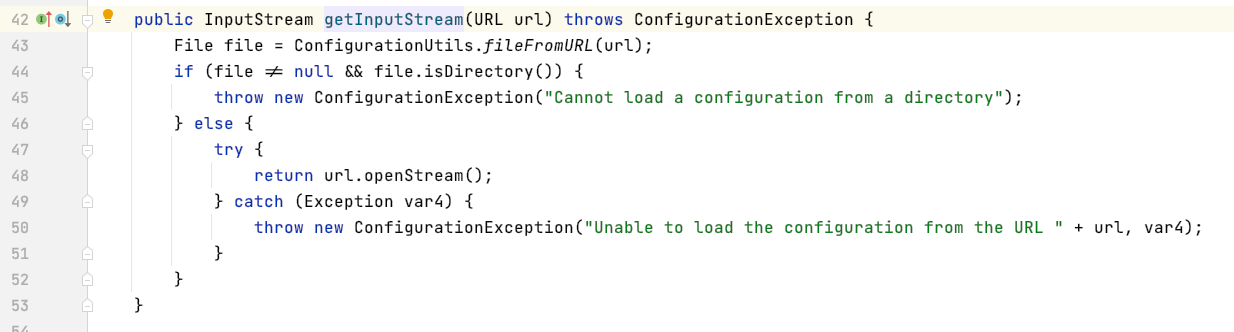 42 public InputStream getInputStream(URL url) throws ConfigurationException {
43 File file = ConfigurationUtils.fileFromURL(url);
44 if (file ≠ null && file.isDirectory()) {
45 throw new ConfigurationException("Cannot load a configuration from a directory");
46 } else {
47 try {
48 return url.openStream();
49 } catch (Exception var4) {
50 throw new ConfigurationException("Unable to load the configuration from the URL " + url, var4);
51 }
52 }
53 }
54